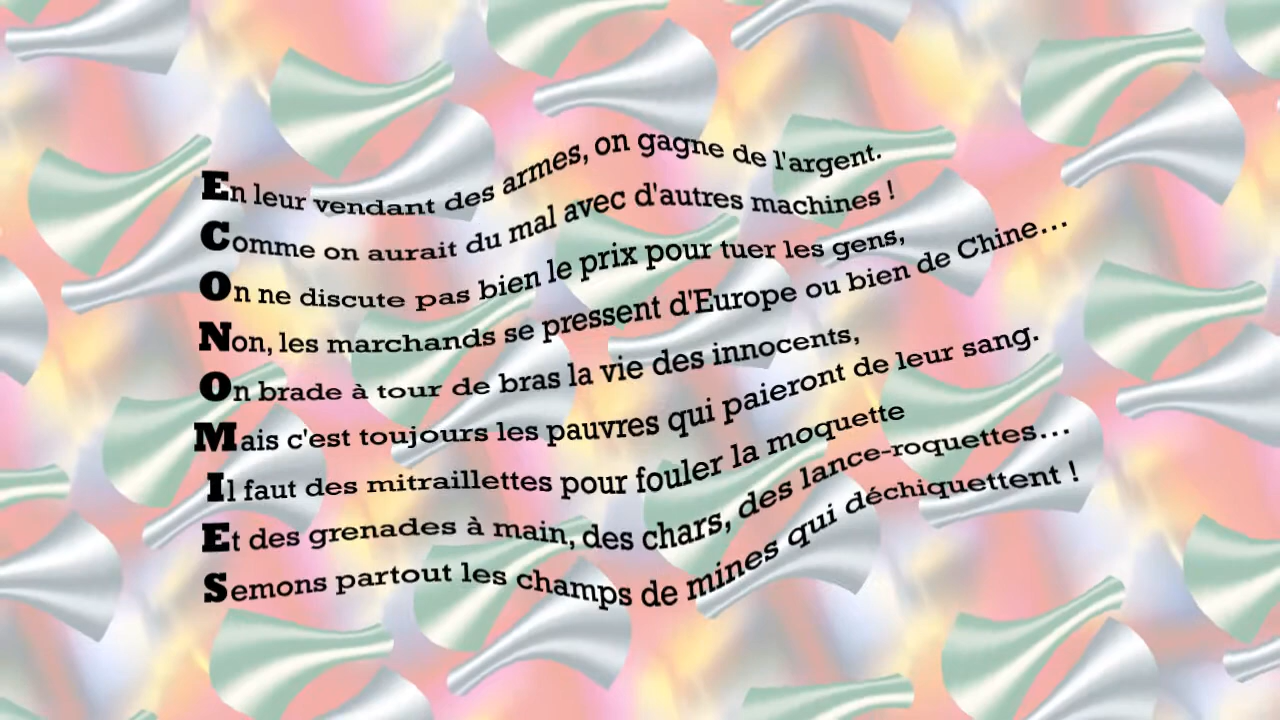 En leur vendant des armes, on gagne de l'argent.
Comme on aurait du mal avec d'autres machines !
On ne discute pas bien le prix pour tuer les gens,
Non, les marchands se pressent d'Europe ou bien de Chine...
On brade à tour de bras la vie des innocents,
Mais c'est toujours les pauvres qui paieront de leur sang.
Il faut des mitraillettes pour fouler la moquette
Et des grenades à main, des chars, des lance-roquettes...
Semons partout les champs de mines qui déchiquettent !